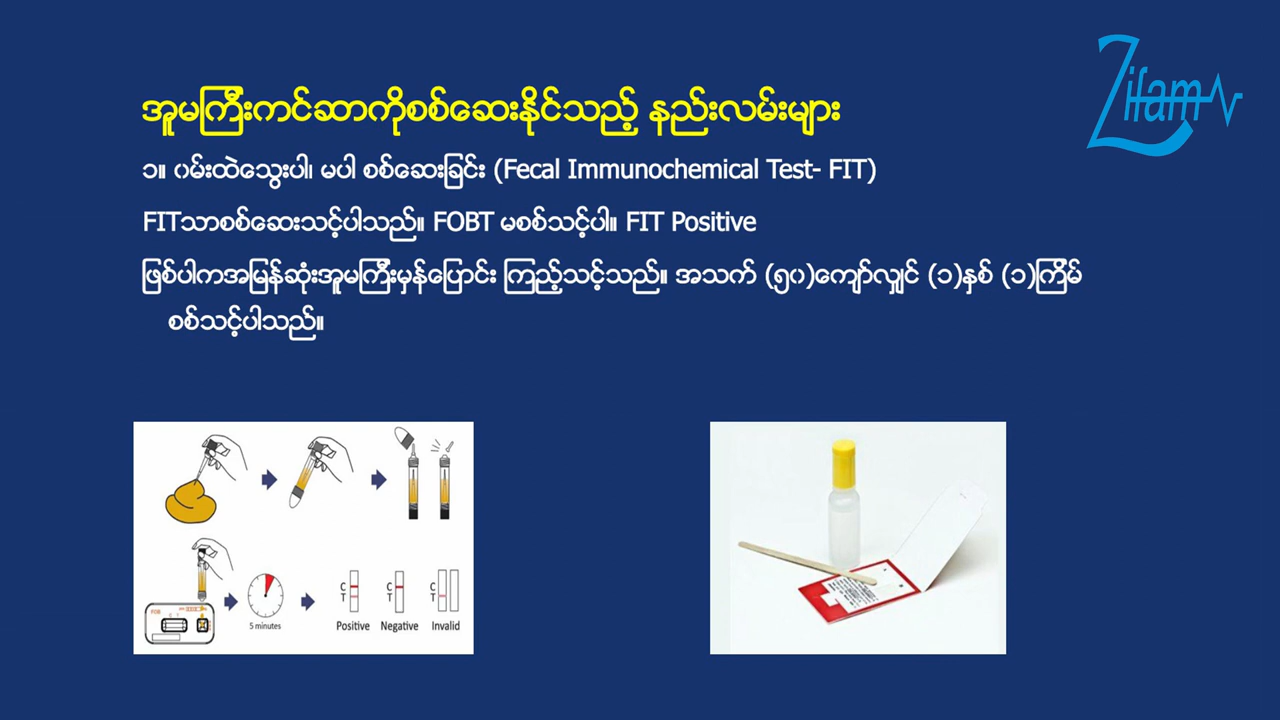 Zifam
အူမကြီးကင်ဆာကိုစစ်ဆေးနိုင်သည့် နည်းလမ်းများ
၁။ ဝမ်းထဲသွေးပါ၊ မပါ စစ်ဆေးခြင်း (Fecal Immunochemical Test- FIT)
FITသာစစ်ဆေးသင့်ပါသည်။ FOBT မစစ်သင့်ပါ။ FIT Positive
ဖြစ်ပါကအမြန်ဆုံးအူမကြီးမှန်ပြောင်း ကြည့်သင့်သည်။ အသက် (၅၀)ကျော်လျှင် (၁)နှစ် (၁)ကြိမ်
စစ်သင့်ပါသည်။
FOB
C T
5 minutes
C
T
C
T
C
T
Positive Negative Invalid